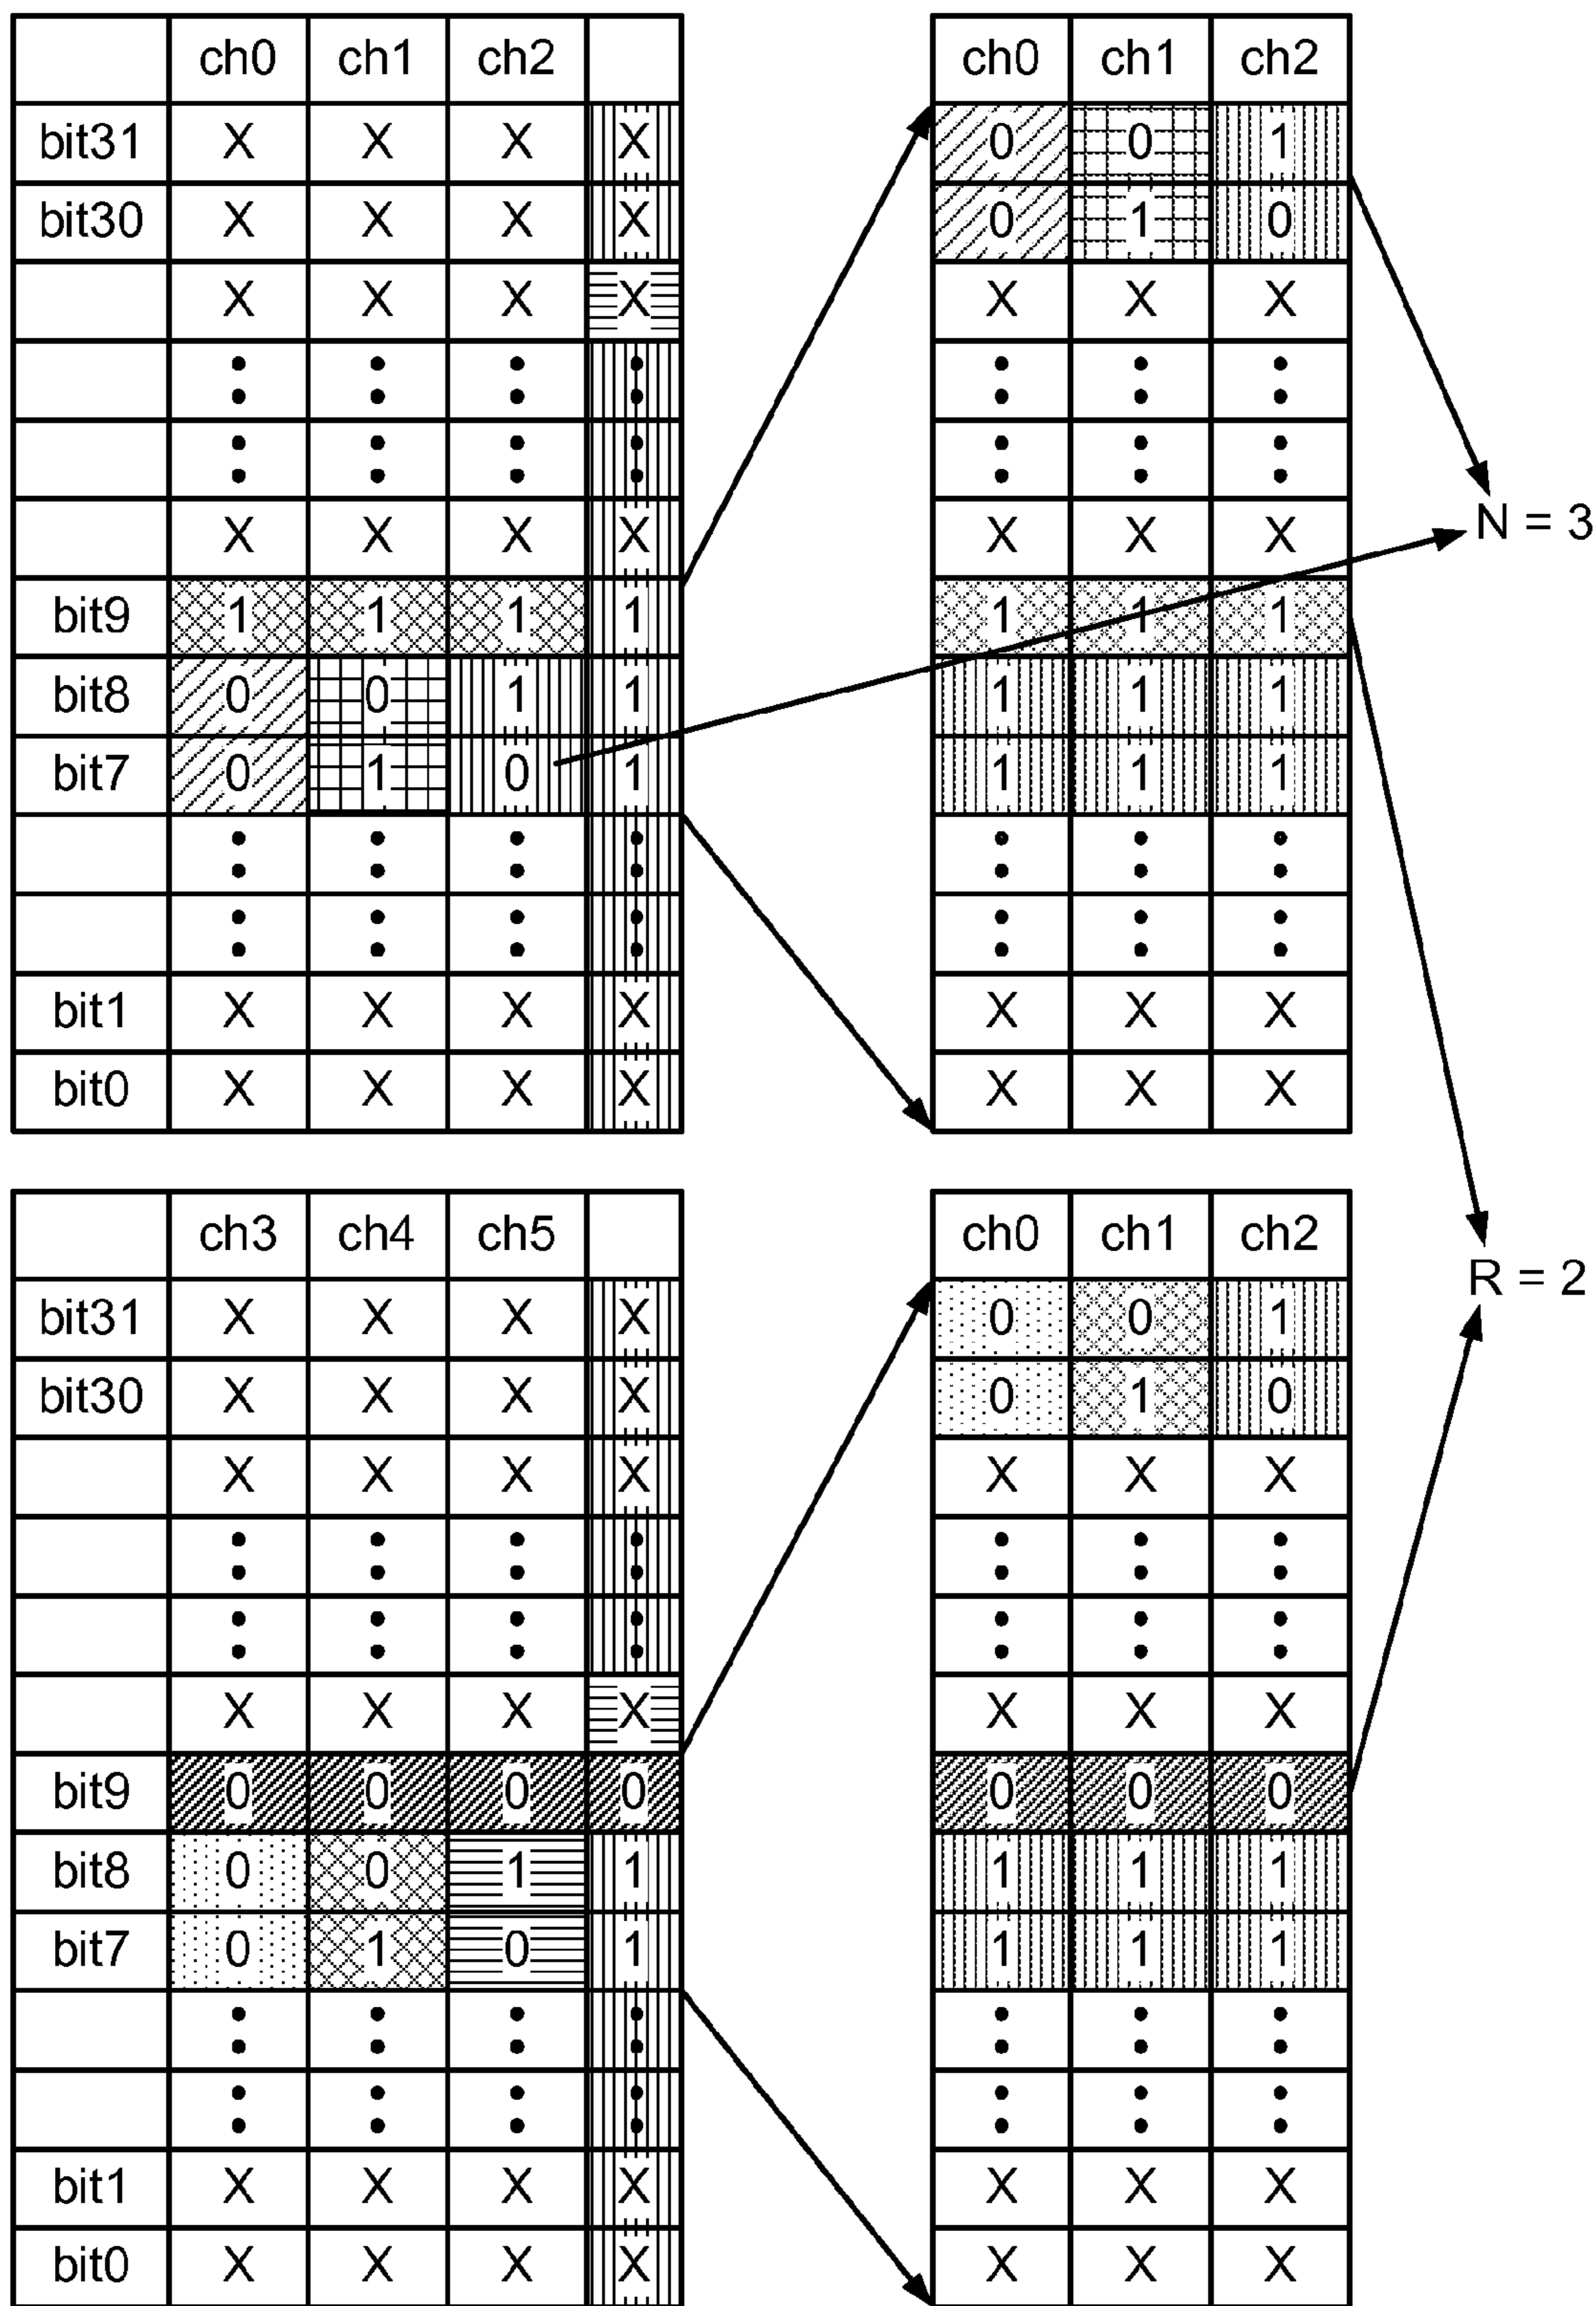 ch0 ch1 ch2
bit31 X X X X
bit30 X X X X
X X X X
X X X X
bit9 1 1 1 1
bit8 0 0 1 1
bit7 0 1 0 1
bit1 X X X X
bit0 X X X X
ch0 ch1 ch2
0 0 1
0 1 0
X X X
X X X
1 1 1
1 1 1
1 1 1
X X X
X X X
N = 3
ch3 ch4 ch5
bit31 X X X X
bit30 X X X X
X X X X
X X X X
bit9 0 0 0 0
bit8 0 0 1 1
bit7 0 1 0 1
bit1 X X X X
bit0 X X X X
ch0 ch1 ch2
0 0 1
0 1 0
X X X
X X X
0 0 0
1 1 1
1 1 1
X X X
X X X
R = 2